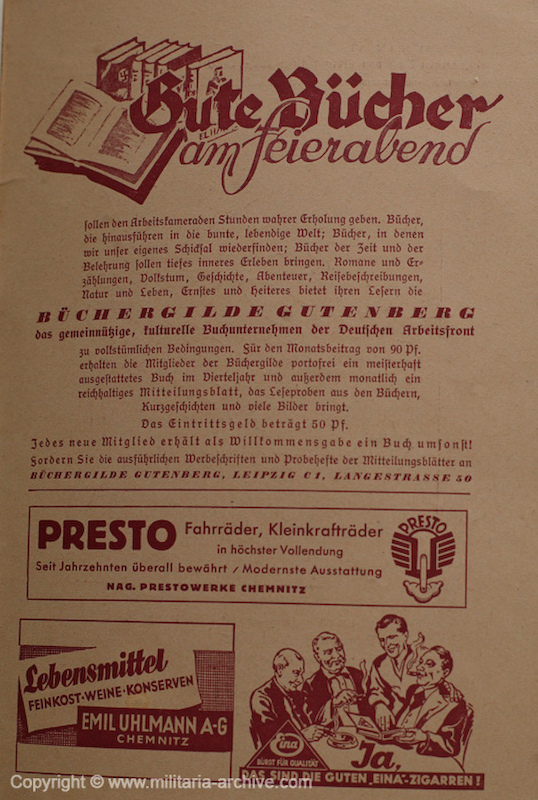 Gute Bücher
am Feierabend
sollen den Arbeitskameraden Stunden wahrer Erholung geben. Bücher,
die hinausführen in die bunte, lebendige Welt; Bücher, in denen
wir unser eigenes Schicksal wiederfinden; Bücher der Zeit und der
Belehrung sollen tiefes inneres Erleben bringen. Romane und Er-
zählungen, Volkstum, Geschichte, Abenteuer, Reisebeschreibungen,
Natur und Leben, Ernstes und Heiteres bietet ihren Lesern die
BÜCHERGILDE GUTENBERG
das gemeinnützige, kulturelle Buchunternehmen der Deutschen Arbeitsfront
zu volkstümlichen Bedingungen. Für den Monatsbeitrag von 90 Pf.
erhalten die Mitglieder der Büchergilde portofrei ein meisterhaft
ausgestattetes Buch im Vierteljahr und außerdem monatlich ein
reichhaltiges Mitteilungsblatt, das Leseproben aus den Büchern,
Kurzgeschichten und viele Bilder bringt.
Das Eintrittsgeld beträgt 50 Pf.
Jedes neue Mitglied erhält als Willkommensgabe ein Buch umsonst!
Fordern Sie die ausführlichen Werbeschriften und Probehefte der Mitteilungsblätter an
BÜCHERGILDE GUTENBERG, LEIPZIG C 1, LANGESTRASSE 50
PRESTO Fahrräder, Kleinkrafträder
in höchster Vollendung
Seit Jahrzehnten überall bewährt / Modernste Ausstattung
NAG. PRESTOWERKE CHEMNITZ
PRESTO
Lebensmittel
FEINKOST·WEINE·KONSERVEN
EMIL UHLMANN A-G
CHEMNITZ
Eina
BÜRGT FÜR QUALITÄT
Ja,
DAS SIND DIE GUTEN „EINA"-ZIGARREN!
Copyright © www.militaria-archive.com